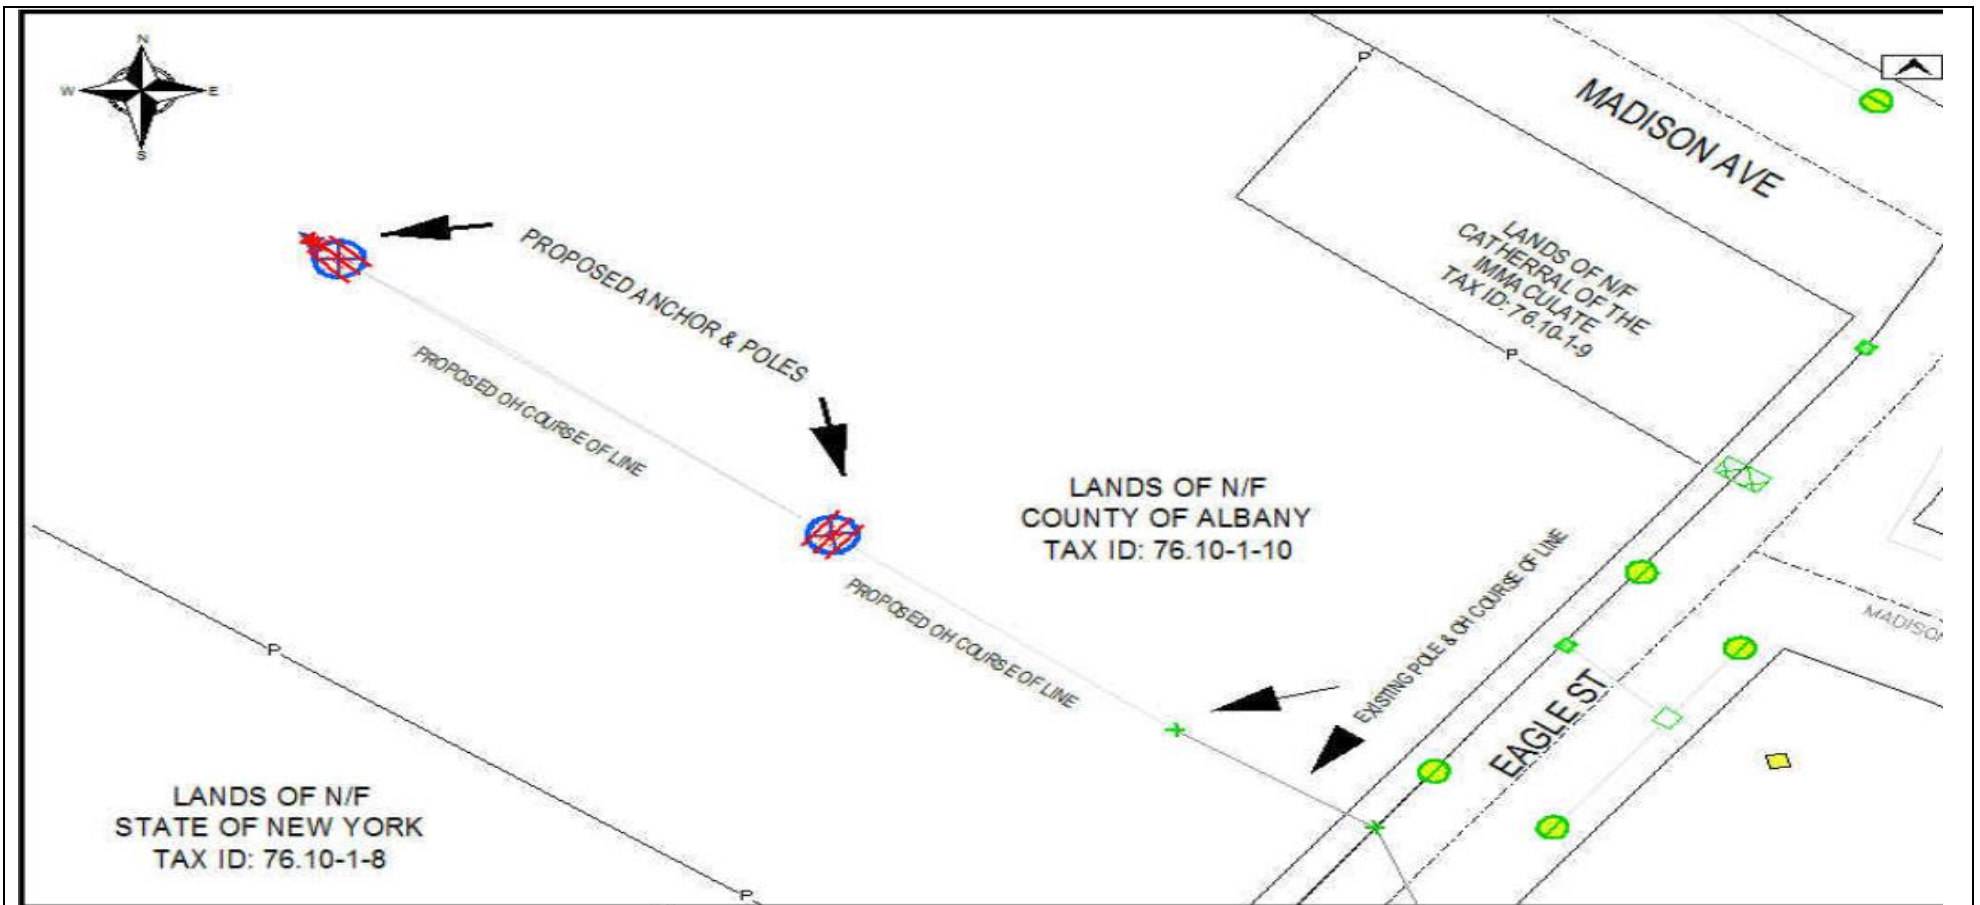 N
W
E
S
P
MADISON AVE
LANDS OF N/F
CATHERRAL OF THE
IMMACULATE
TAX ID: 76.10-1-9
P
PROPOSED ANCHOR & POLES
PROPOSED OH COURSE OF LINE
LANDS OF N/F
COUNTY OF ALBANY
TAX ID: 76.10-1-10
PROPOSED OH COURSE OF LINE
EXISTING POLE & OH COURSE OF LINE
MADISON
EAGLE ST
P
LANDS OF N/F
STATE OF NEW YORK
TAX ID: 76.10-1-8
P